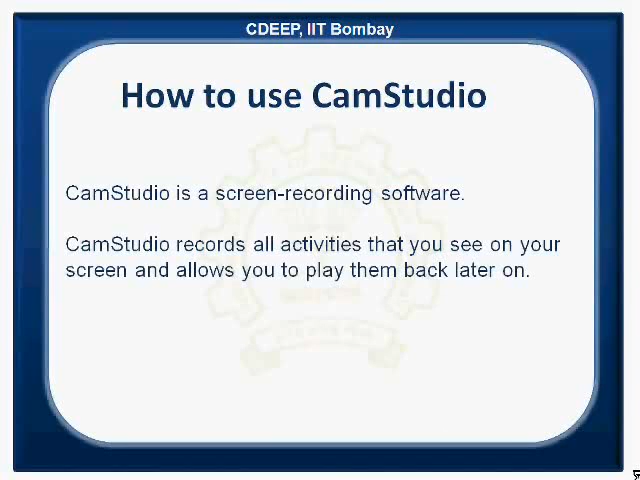 CDEEP, IIT Bombay
How to use CamStudio
CamStudio is a screen-recording software.
CamStudio records all activities that you see on your
screen and allows you to play them back later on.